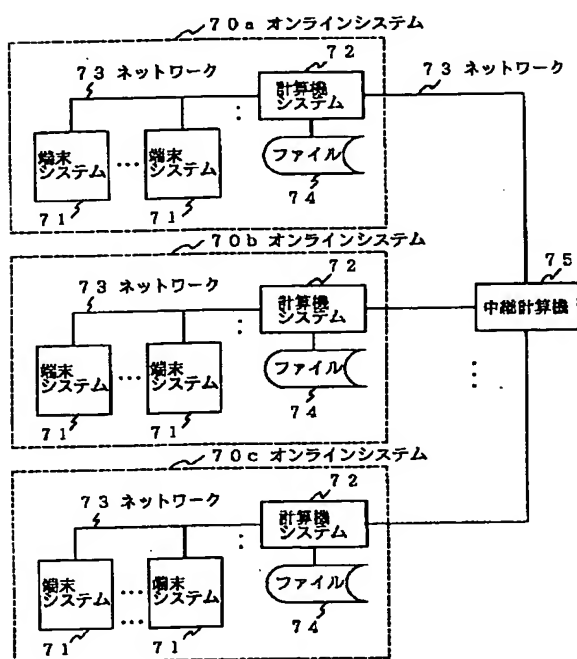 70a オンラインシステム
73 ネットワーク
72
計算機
システム
73 ネットワーク
端末
システム
…
端末
システム
ファイル
71
71
74
70b オンラインシステム
73 ネットワーク
72
計算機
システム
75
中継計算機
端末
システム
…
端末
システム
ファイル
71
71
74
70c オンラインシステム
73 ネットワーク
72
計算機
システム
端末
システム
…
端末
システム
…
ファイル
71
71
74